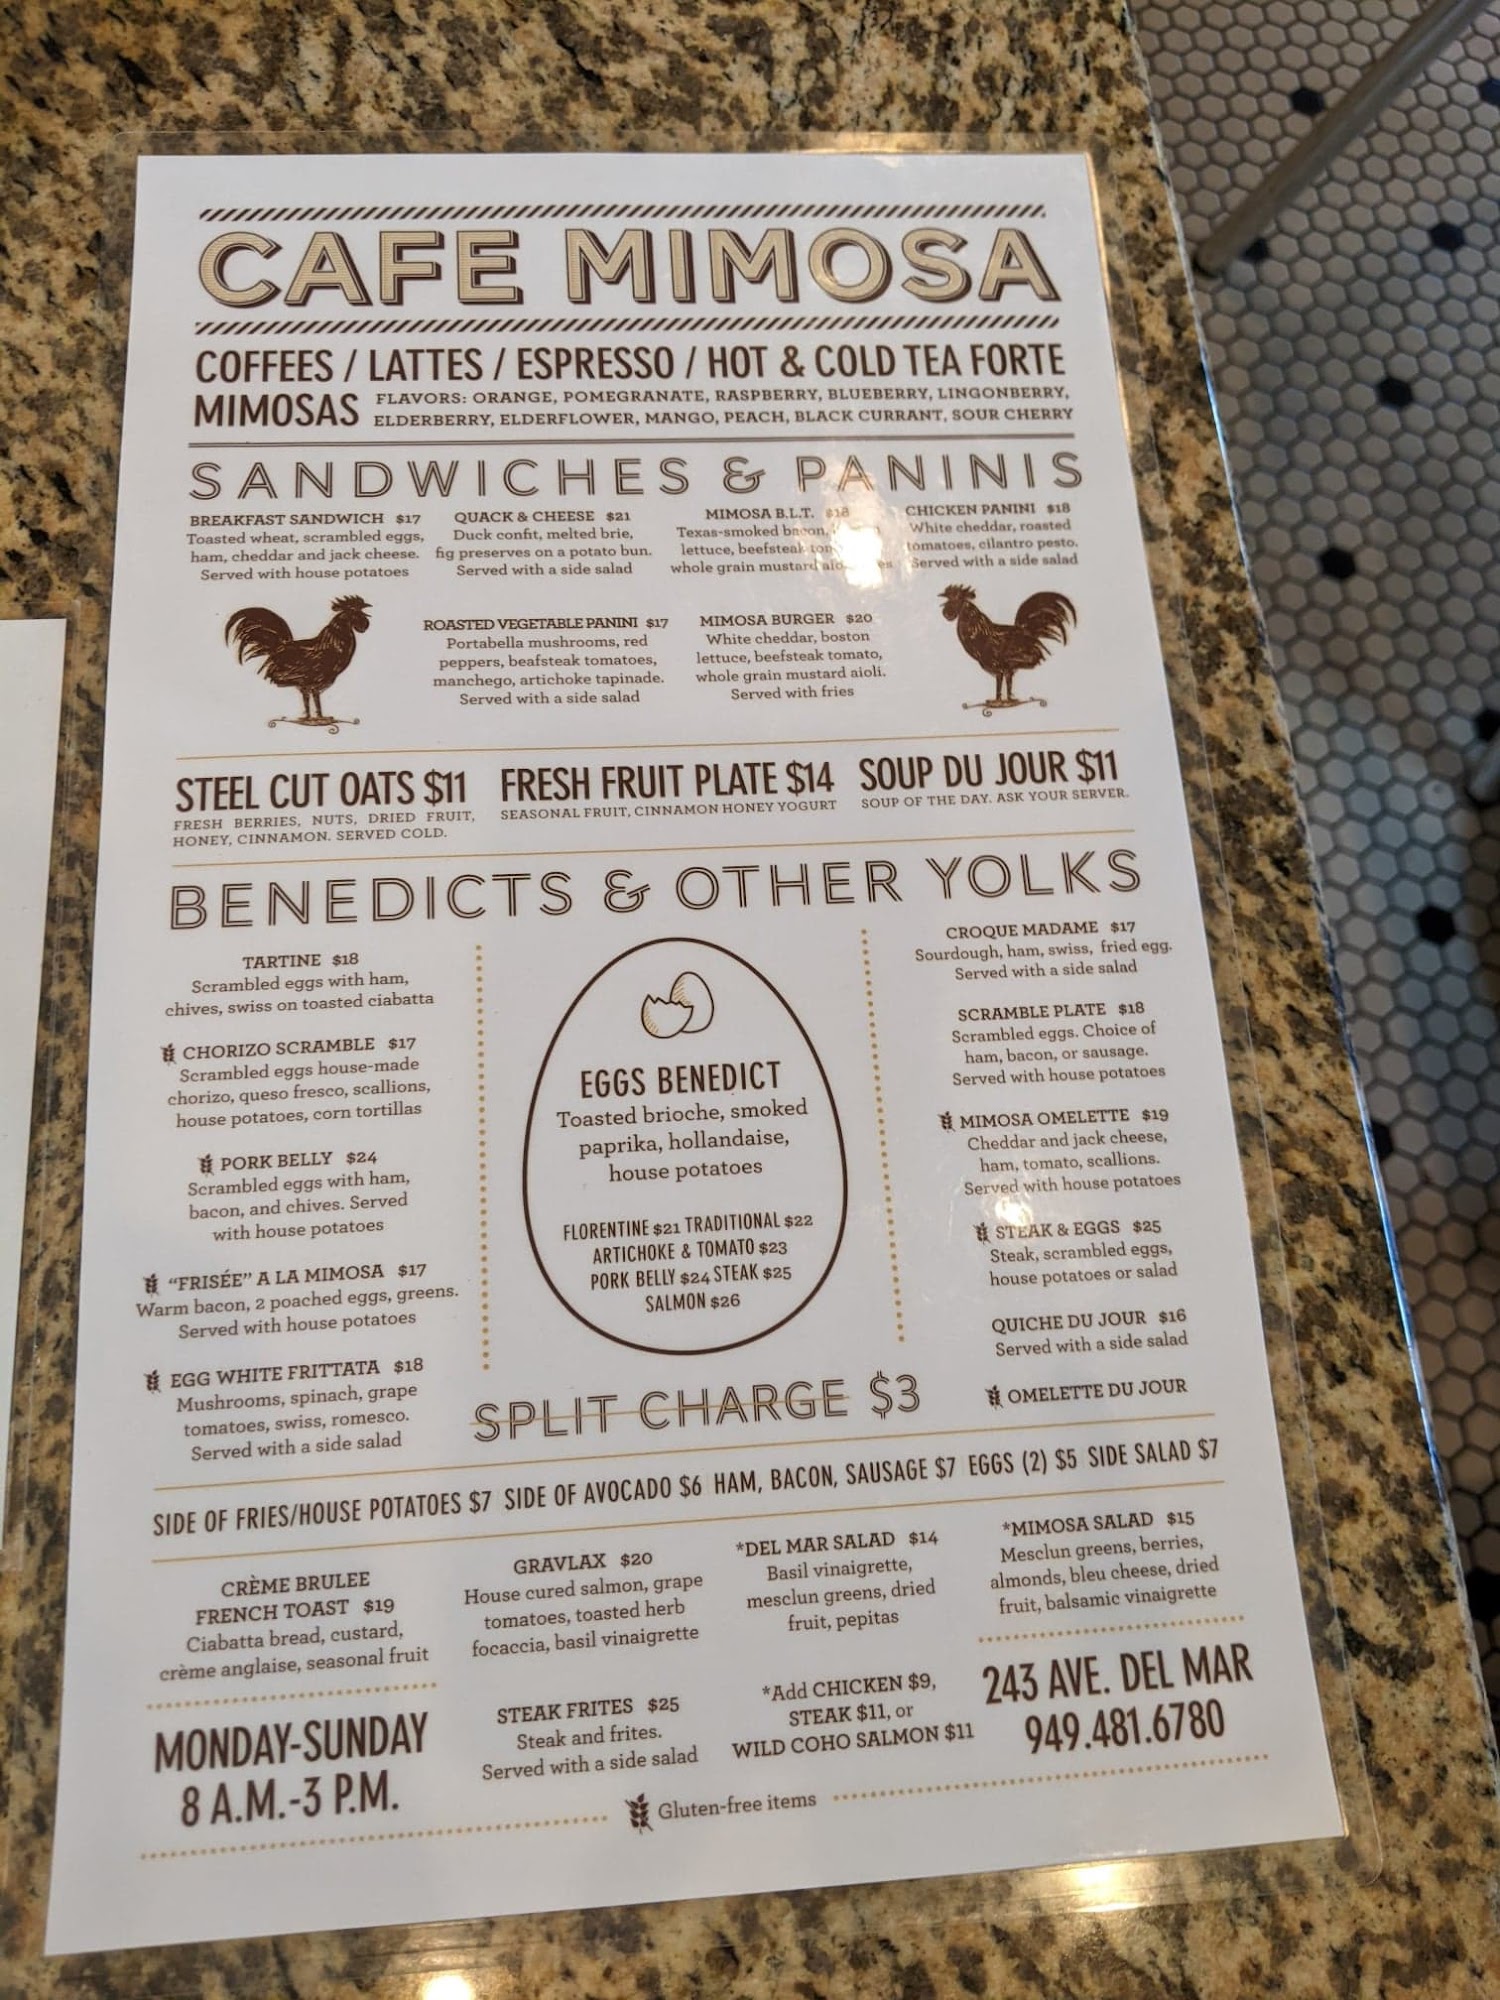 CAFE MIMOSA
COFFEES / LATTES / ESPRESSO / HOT & COLD TEA FORTE
MIMOSAS
FLAVORS: ORANGE, POMEGRANATE, RASPBERRY, BLUEBERRY, LINGONBERRY,
ELDERBERRY, ELDERFLOWER, MANGO, PEACH, BLACK CURRANT, SOUR CHERRY
SANDWICHES & PANINIS
BREAKFAST SANDWICH $17
Toasted wheat, scrambled eggs,
ham, cheddar and jack cheese.
Served with house potatoes
QUACK & CHEESE $21
Duck confit, melted brie,
fig preserves on a potato bun.
Served with a side salad
MIMOSA B.L.T. $18
Texas-smoked bacon,
lettuce, beefsteak
whole grain mustard
CHICKEN PANINI $18
White cheddar, roasted
tomatoes, cilantro pesto.
Served with a side salad
ROASTED VEGETABLE PANINI $17
Portabella mushrooms, red
peppers, beafsteak tomatoes,
manchego, artichoke tapinade.
Served with a side salad
MIMOSA BURGER $20
White cheddar, boston
lettuce, beefsteak tomato,
whole grain mustard aioli.
Served with fries
STEEL CUT OATS $11
FRESH BERRIES, NUTS, DRIED FRUIT,
HONEY, CINNAMON. SERVED COLD.
FRESH FRUIT PLATE $14
SEASONAL FRUIT, CINNAMON HONEY YOGURT
SOUP DU JOUR $11
SOUP OF THE DAY. ASK YOUR SERVER.
BENEDICTS & OTHER YOLKS
TARTINE $18
Scrambled eggs with ham,
chives, swiss on toasted ciabatta
CHORIZO SCRAMBLE $17
Scrambled eggs house-made
chorizo, queso fresco, scallions,
house potatoes, corn tortillas
PORK BELLY $24
Scrambled eggs with ham,
bacon, and chives. Served
with house potatoes
"FRISÉE" A LA MIMOSA $17
Warm bacon, 2 poached eggs, greens.
Served with house potatoes
EGG WHITE FRITTATA $18
Mushrooms, spinach, grape
tomatoes, swiss, romesco.
Served with a side salad
EGGS BENEDICT
Toasted brioche, smoked
paprika, hollandaise,
house potatoes
FLORENTINE $21 TRADITIONAL $22
ARTICHOKE & TOMATO $23
PORK BELLY $24 STEAK $25
SALMON $26
CROQUE MADAME $17
Sourdough, ham, swiss, fried egg.
Served with a side salad
SCRAMBLE PLATE $18
Scrambled eggs. Choice of
ham, bacon, or sausage.
Served with house potatoes
MIMOSA OMELETTE $19
Cheddar and jack cheese,
ham, tomato, scallions.
Served with house potatoes
STEAK & EGGS $25
Steak, scrambled eggs,
house potatoes or salad
QUICHE DU JOUR $16
Served with a side salad
OMELETTE DU JOUR
SPLIT CHARGE $3
SIDE OF FRIES/HOUSE POTATOES $7 SIDE OF AVOCADO $6 HAM, BACON, SAUSAGE $7 EGGS (2) $5 SIDE SALAD $7
CRÈME BRULEE
FRENCH TOAST $19
Ciabatta bread, custard,
crème anglaise, seasonal fruit
GRAVLAX $20
House cured salmon, grape
tomatoes, toasted herb
focaccia, basil vinaigrette
STEAK FRITES $25
Steak and frites.
Served with a side salad
*DEL MAR SALAD $14
Basil vinaigrette,
mesclun greens, dried
fruit, pepitas
*Add CHICKEN $9,
STEAK $11, or
WILD COHO SALMON $11
*MIMOSA SALAD $15
Mesclun greens, berries,
almonds, bleu cheese, dried
fruit, balsamic vinaigrette
MONDAY-SUNDAY
8 A.M.-3 P.M.
243 AVE. DEL MAR
949.481.6780
Gluten-free items